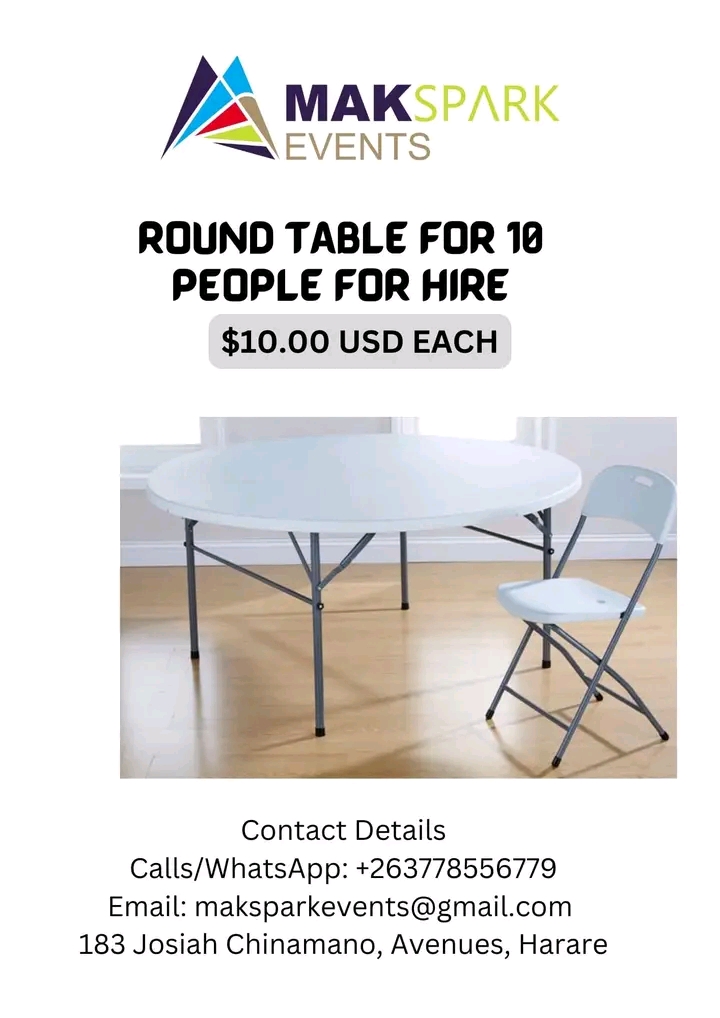 MAKSPARK
EVENTS
ROUND TABLE FOR 10
PEOPLE FOR HIRE
$10.00 USD EACH
Contact Details
Calls/WhatsApp: +263778556779
Email: maksparkevents@gmail.com
183 Josiah Chinamano, Avenues, Harare